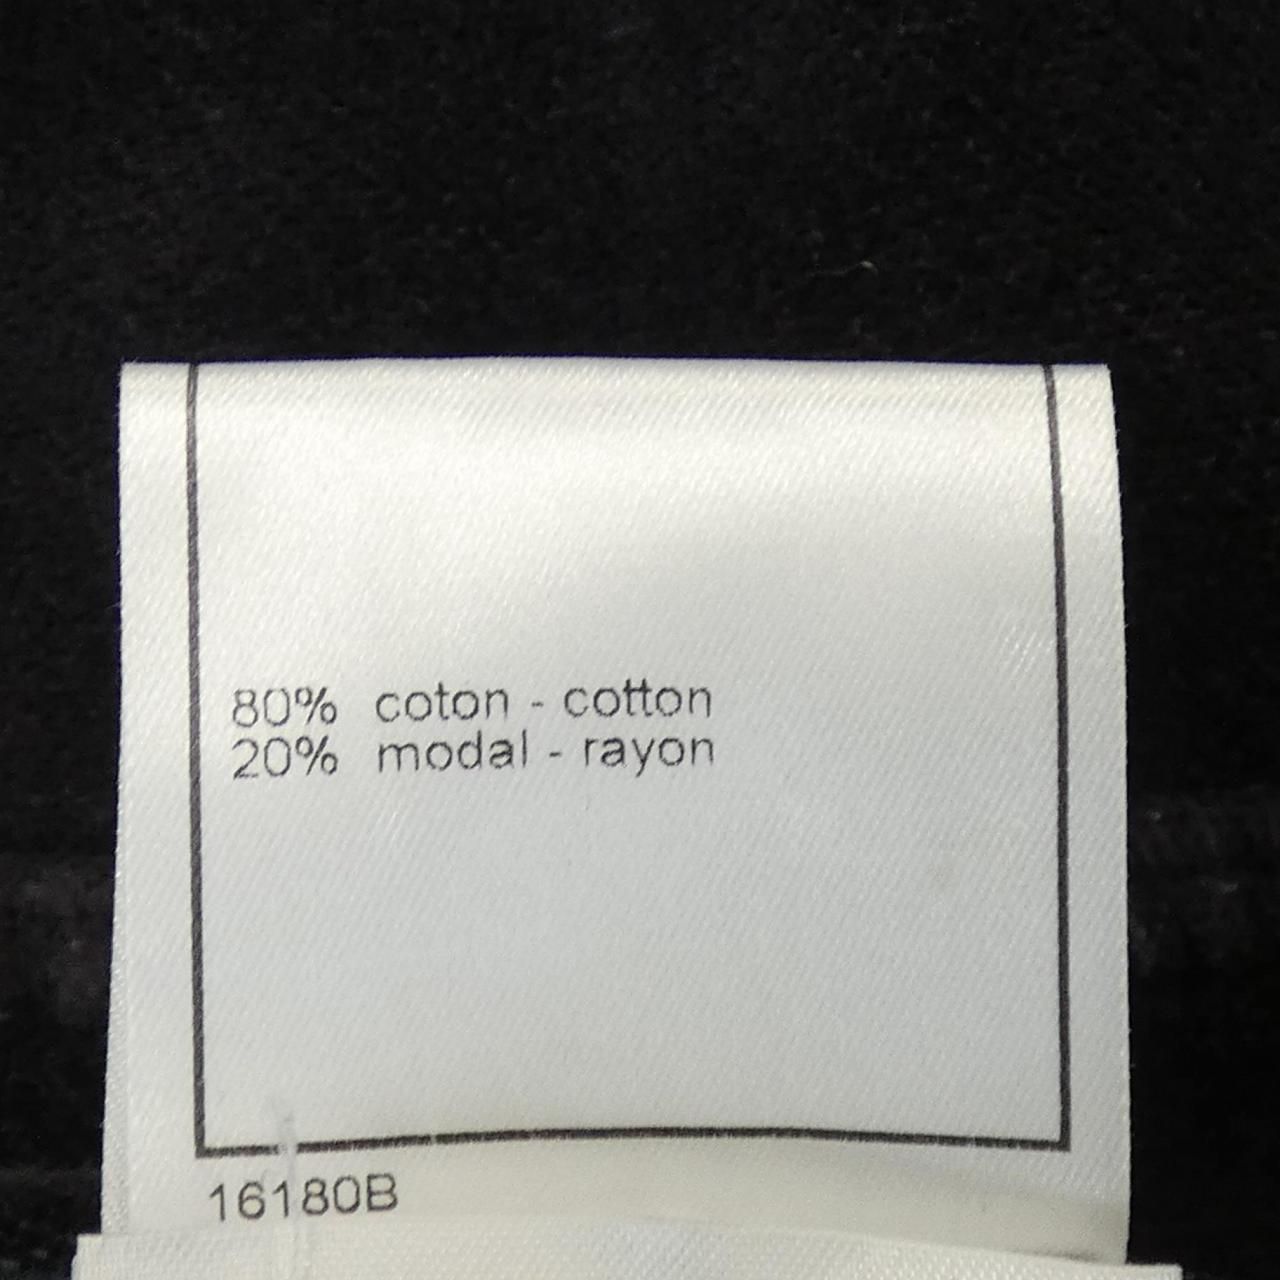 80% coton - cotton
20% modal - rayon
16180B